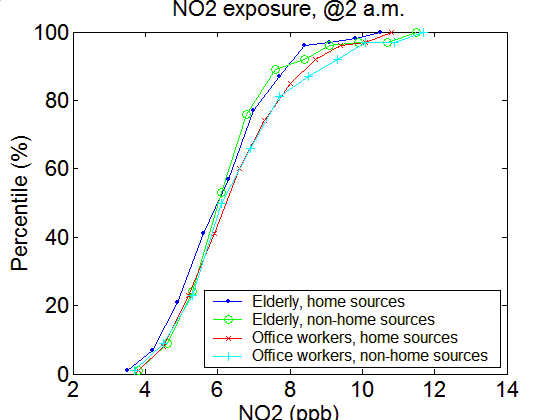 NO2 exposure, @2 a.m.
100
80
60
40
20
0
Percentile (%)
2
4
6
8
10
12
14
NO2 (ppb)
Elderly, home sources
Elderly, non-home sources
Office workers, home sources
Office workers, non-home sources